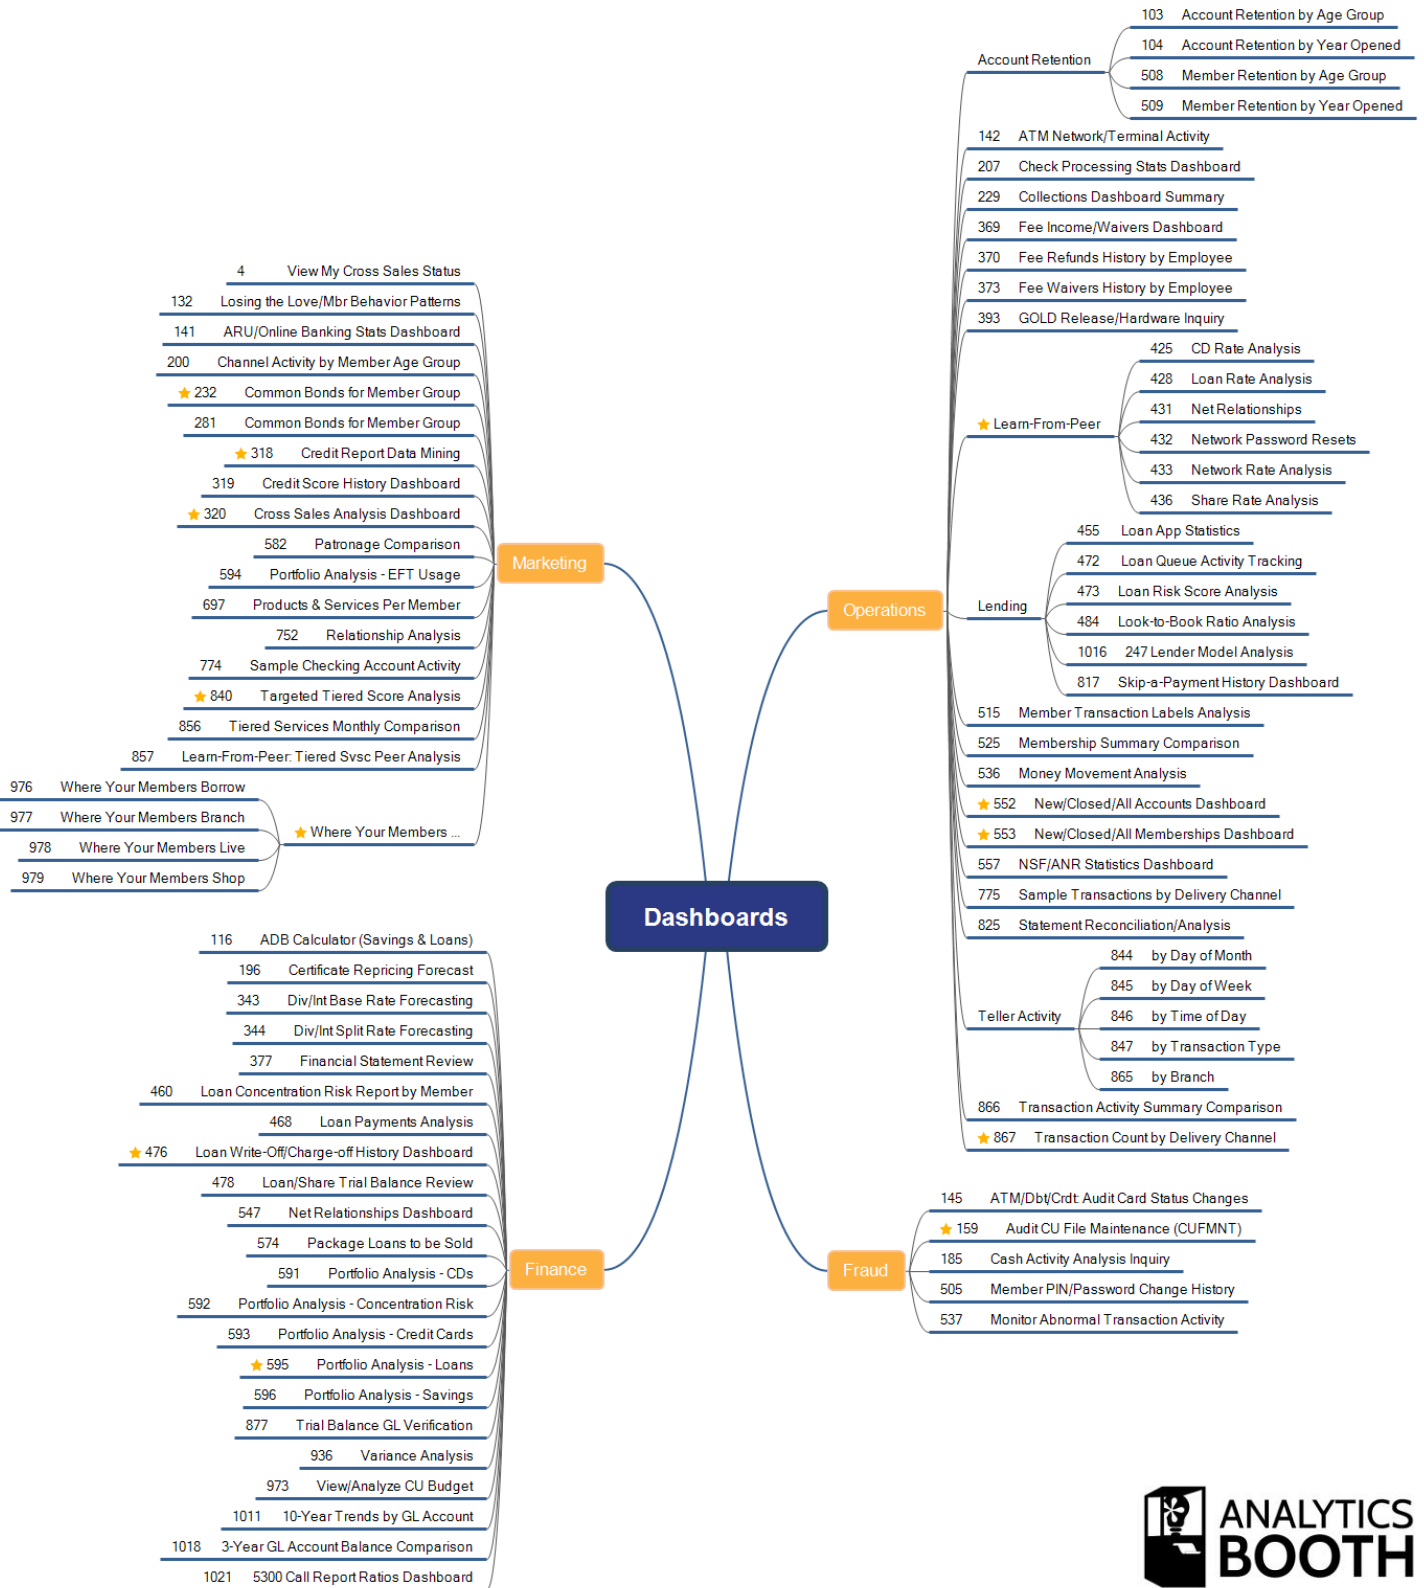 Dashboards
Marketing
4 View My Cross Sales Status
132 Losing the Love/Mbr Behavior Patterns
141 ARU/Online Banking Stats Dashboard
200 Channel Activity by Member Age Group
232 Common Bonds for Member Group
281 Common Bonds for Member Group
318 Credit Report Data Mining
319 Credit Score History Dashboard
320 Cross Sales Analysis Dashboard
582 Patronage Comparison
594 Portfolio Analysis - EFT Usage
697 Products & Services Per Member
752 Relationship Analysis
774 Sample Checking Account Activity
840 Targeted Tiered Score Analysis
856 Tiered Services Monthly Comparison
857 Learn-From-Peer: Tiered Svsc Peer Analysis
Where Your Members ...
976 Where Your Members Borrow
977 Where Your Members Branch
978 Where Your Members Live
979 Where Your Members Shop
Finance
116 ADB Calculator (Savings & Loans)
196 Certificate Repricing Forecast
343 Div/Int Base Rate Forecasting
344 Div/Int Split Rate Forecasting
377 Financial Statement Review
460 Loan Concentration Risk Report by Member
468 Loan Payments Analysis
476 Loan Write-Off/Charge-off History Dashboard
478 Loan/Share Trial Balance Review
547 Net Relationships Dashboard
574 Package Loans to be Sold
591 Portfolio Analysis - CDs
592 Portfolio Analysis - Concentration Risk
593 Portfolio Analysis - Credit Cards
595 Portfolio Analysis - Loans
596 Portfolio Analysis - Savings
877 Trial Balance GL Verification
936 Variance Analysis
973 View/Analyze CU Budget
1011 10-Year Trends by GL Account
1018 3-Year GL Account Balance Comparison
1021 5300 Call Report Ratios Dashboard
Operations
Account Retention
103 Account Retention by Age Group
104 Account Retention by Year Opened
508 Member Retention by Age Group
509 Member Retention by Year Opened
142 ATM Network/Terminal Activity
207 Check Processing Stats Dashboard
229 Collections Dashboard Summary
369 Fee Income/Waivers Dashboard
370 Fee Refunds History by Employee
373 Fee Waivers History by Employee
393 GOLD Release/Hardware Inquiry
Learn-From-Peer
425 CD Rate Analysis
428 Loan Rate Analysis
431 Net Relationships
432 Network Password Resets
433 Network Rate Analysis
436 Share Rate Analysis
Lending
455 Loan App Statistics
472 Loan Queue Activity Tracking
473 Loan Risk Score Analysis
484 Look-to-Book Ratio Analysis
1016 247 Lender Model Analysis
817 Skip-a-Payment History Dashboard
515 Member Transaction Labels Analysis
525 Membership Summary Comparison
536 Money Movement Analysis
552 New/Closed/All Accounts Dashboard
553 New/Closed/All Memberships Dashboard
557 NSF/ANR Statistics Dashboard
775 Sample Transactions by Delivery Channel
825 Statement Reconciliation/Analysis
Teller Activity
844 by Day of Month
845 by Day of Week
846 by Time of Day
847 by Transaction Type
865 by Branch
866 Transaction Activity Summary Comparison
867 Transaction Count by Delivery Channel
Fraud
145 ATM/Dbt/Crdt: Audit Card Status Changes
159 Audit CU File Maintenance (CUFMNT)
185 Cash Activity Analysis Inquiry
505 Member PIN/Password Change History
537 Monitor Abnormal Transaction Activity
ANALYTICS
BOOTH